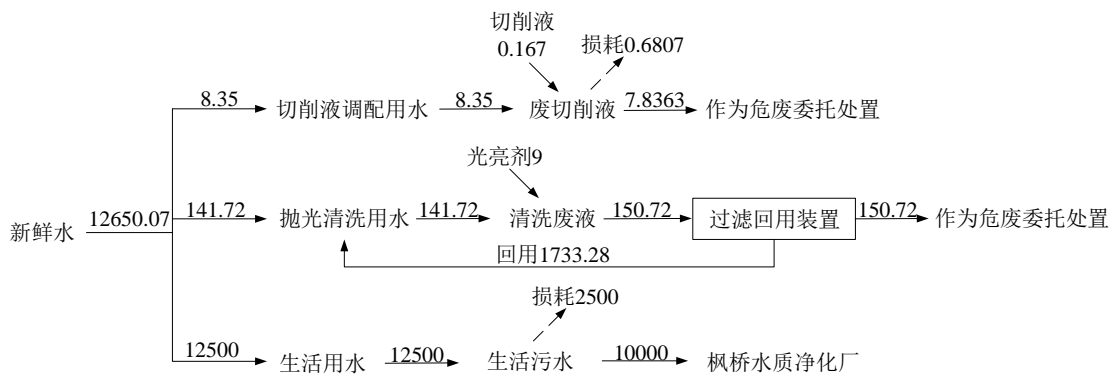 切削液
0.167
损耗0.6807
8.35
切削液调配用水
8.35
废切削液
7.8363
作为危废委托处置
光亮剂9
新鲜水
12650.07
141.72
抛光清洗用水
141.72
清洗废液
150.72
过滤回用装置
150.72
作为危废委托处置
回用1733.28
损耗2500
12500
生活用水
12500
生活污水
10000
枫桥水质净化厂